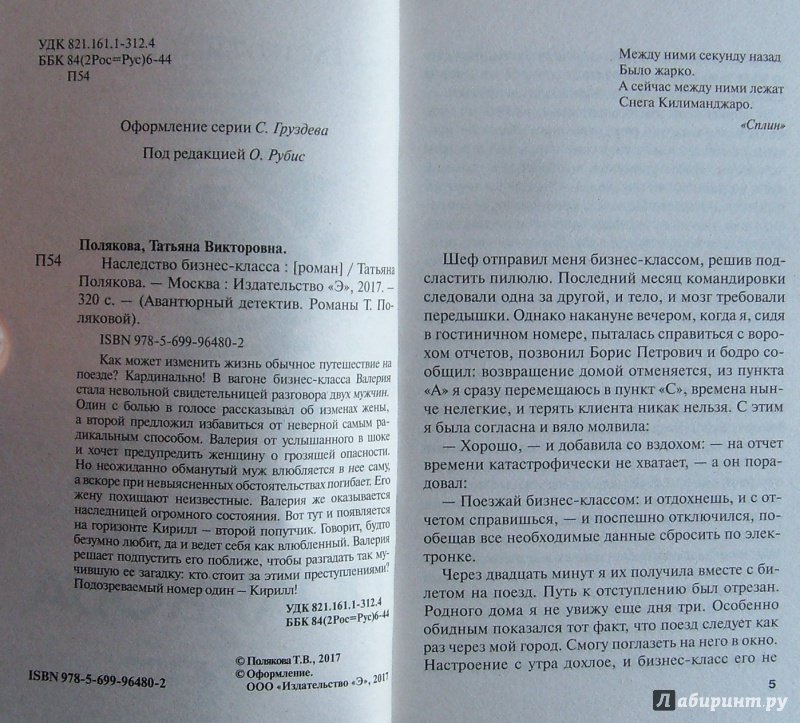 УДК 821.161.1-312.4
ББК 84(2Рос=Рус)6-44
П54
Оформление серии С. Груздева
Под редакцией О. Рубис
Полякова, Татьяна Викторовна.
П54 Наследство бизнес-класса : [роман] / Татьяна
Полякова. — Москва : Издательство «Э», 2017. —
320 с. — (Авантюрный детектив. Романы Т. По-
ляковой).
ISBN 978-5-699-96480-2
Как может изменить жизнь обычное путешествие на
поезде? Кардинально! В вагоне бизнес-класса Валерия
стала невольной свидетельницей разговора двух мужчин.
Один с болью в голосе рассказывал об изменах жены,
а второй предложил избавиться от неверной самым ра-
дикальным способом. Валерия от услышанного в шоке
и хочет предупредить женщину о грозящей опасности.
Но неожиданно обманутый муж влюбляется в нее саму,
а вскоре при невыясненных обстоятельствах погибает. Его
жену похищают неизвестные. Валерия же оказывается
наследницей огромного состояния. Вот тут и появляется
на горизонте Кирилл — второй попутчик. Говорит, будто
безумно любит, да и ведет себя как влюбленный. Валерия
решает подпустить его поближе, чтобы разгадать так му-
чившую ее загадку: кто стоит за этими преступлениями?
Подозреваемый номер один — Кирилл!
УДК 821.161.1-312.4
ББК 84(2Рос=Рус)6-44
© Полякова Т.В., 2017
© Оформление.
ООО «Издательство «Э», 2017
ISBN 978-5-699-96480-2
Между ними секунду назад
Было жарко.
А сейчас между ними лежат
Снега Килиманджаро.
«Сплин»
Шеф отправил меня бизнес-классом, решив под-
сластить пилюлю. Последний месяц командировки
следовали одна за другой, и тело, и мозг требовали
передышки. Однако накануне вечером, когда я, сидя
в гостиничном номере, пыталась справиться с воро-
хом отчетов, позвонил Борис Петрович и бодро со-
общил: возвращение домой отменяется, из пункта
«А» я сразу перемещаюсь в пункт «С», времена нын-
че нелегкие, и терять клиента никак нельзя. С этим
я была согласна и вяло молвила:
— Хорошо, — и добавила со вздохом: — на отчет
времени катастрофически не хватает, — а он пора-
довал:
— Поезжай бизнес-классом: и отдохнешь, и с от-
четом справишься, — и поспешно отключился, по-
обещав все необходимые данные сбросить по элек-
тронке.
Через двадцать минут я их получила вместе с би-
летом на поезд. Путь к отступлению был отрезан.
Родного дома я не увижу еще дня три. Особенно
обидным показался тот факт, что поезд следует как
раз через мой город. Смогу поглазеть на него в окно.
Настроение с утра дохлое, и бизнес-класс его не
5
Лабиринт.ру